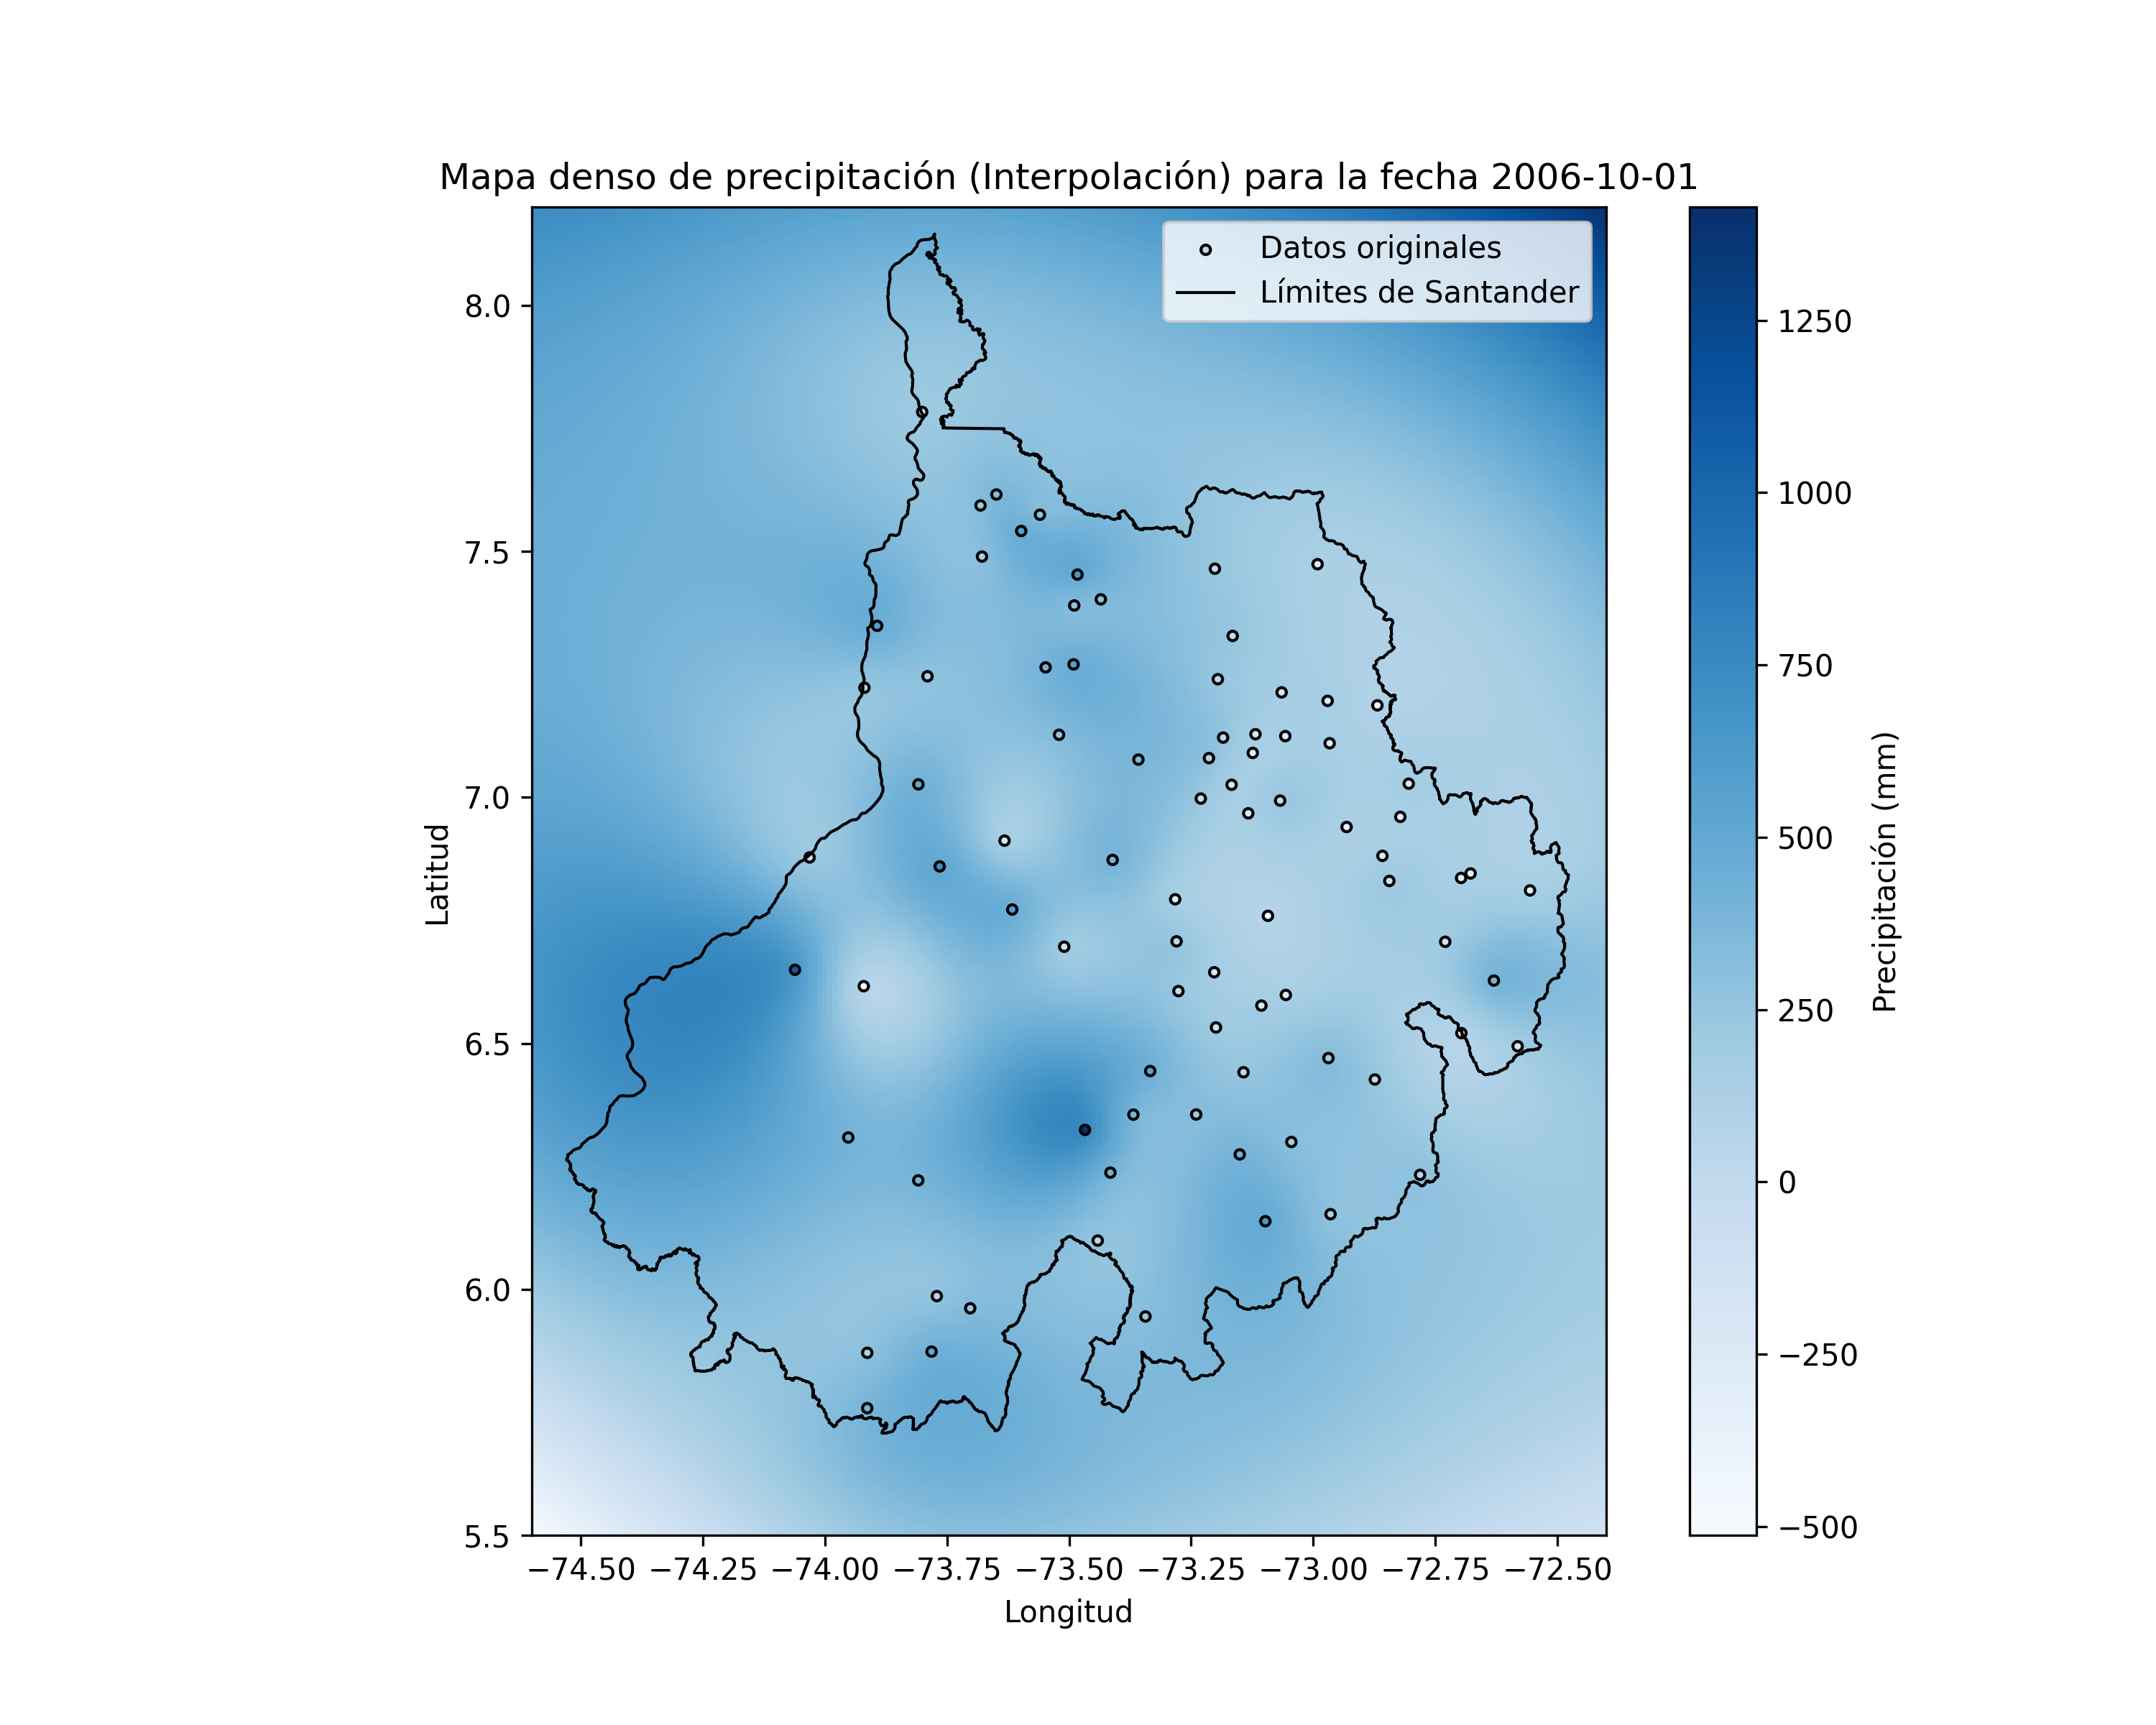 Mapa denso de precipitación (Interpolación) para la fecha 2006-10-01
Datos originales
Límites de Santander
8.0
7.5
7.0
6.5
6.0
5.5
Latitud
−74.50 −74.25 −74.00 −73.75 −73.50 −73.25 −73.00 −72.75 −72.50
Longitud
1250
1000
750
500
250
0
−250
−500
Precipitación (mm)